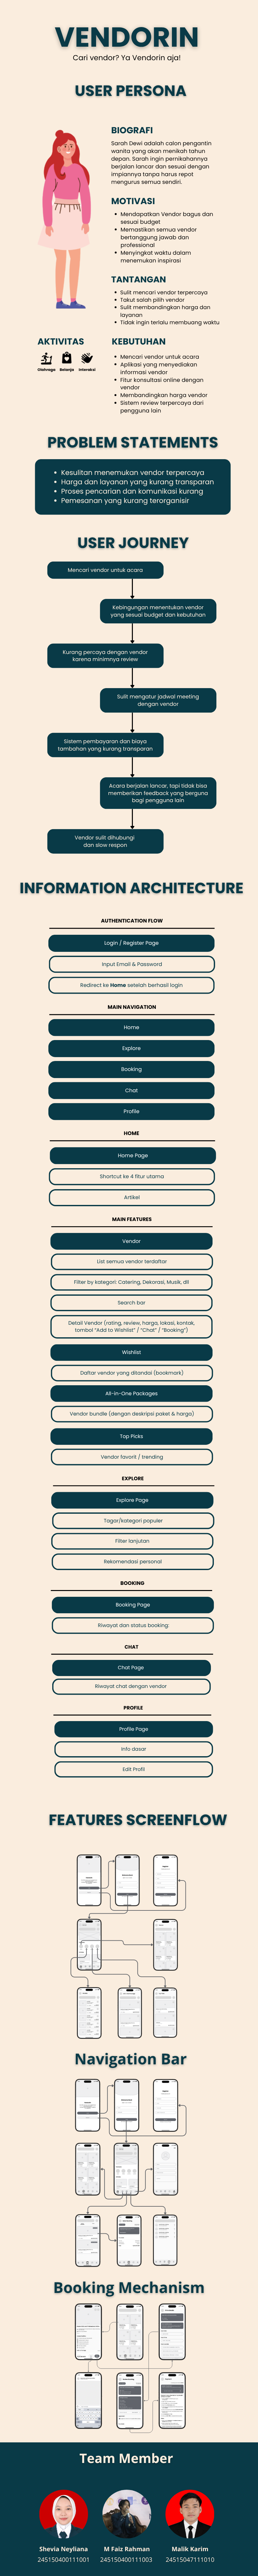 VENDORIN
Cari vendor? Ya Vendorin aja!
USER PERSONA
BIOGRAFI
Sarah Dewi adalah calon pengantin
wanita yang akan menikah tahun
depan. Sarah ingin pernikahannya
berjalan lancar dan sesuai dengan
impiannya tanpa harus repot
mengurus semua sendiri.
MOTIVASI
• Mendapatkan Vendor bagus dan
sesuai budget
• Memastikan semua vendor
bertanggung jawab dan
professional
• Menyingkat waktu dalam
menemukan inspirasi
TANTANGAN
• Sulit mencari vendor terpercaya
• Takut salah pilih vendor
• Sulit membandingkan harga dan
layanan
• Tidak ingin terlalu membuang waktu
AKTIVITAS
Olahraga Belanja Interaksi
KEBUTUHAN
• Mencari vendor untuk acara
• Aplikasi yang menyediakan
informasi vendor
• Fitur konsultasi online dengan
vendor
• Membandingkan harga vendor
• Sistem review terpercaya dari
pengguna lain
PROBLEM STATEMENTS
• Kesulitan menemukan vendor terpercaya
• Harga dan layanan yang kurang transparan
• Proses pencarian dan komunikasi kurang
• Pemesanan yang kurang terorganisir
USER JOURNEY
Mencari vendor untuk acara
Kebingungan menentukan vendor
yang sesuai budget dan kebutuhan
Kurang percaya dengan vendor
karena minimnya review
Sulit mengatur jadwal meeting
dengan vendor
Sistem pembayaran dan biaya
tambahan yang kurang transparan
Acara berjalan lancar, tapi tidak bisa
memberikan feedback yang berguna
bagi pengguna lain
Vendor sulit dihubungi
dan slow respon
INFORMATION ARCHITECTURE
AUTHENTICATION FLOW
Login / Register Page
Input Email & Password
Redirect ke Home setelah berhasil login
MAIN NAVIGATION
Home
Explore
Booking
Chat
Profile
HOME
Home Page
Shortcut ke 4 fitur utama
Artikel
MAIN FEATURES
Vendor
List semua vendor terdaftar
Filter by kategori: Catering, Dekorasi, Musik, dll
Search bar
Detail Vendor (rating, review, harga, lokasi, kontak,
tombol “Add to Wishlist” / “Chat” / “Booking”)
Wishlist
Daftar vendor yang ditandai (bookmark)
All-in-One Packages
Vendor bundle (dengan deskripsi paket & harga)
Top Picks
Vendor favorit / trending
EXPLORE
Explore Page
Tagar/kategori populer
Filter lanjutan
Rekomendasi personal
BOOKING
Booking Page
Riwayat dan status booking:
CHAT
Chat Page
Riwayat chat dengan vendor
PROFILE
Profile Page
Info dasar
Edit Profil
FEATURES SCREENFLOW
Navigation Bar
Booking Mechanism
Team Member
Shevia Neyliana
245150400111001
M Faiz Rahman
245150400111003
Malik Karim
24515047111010